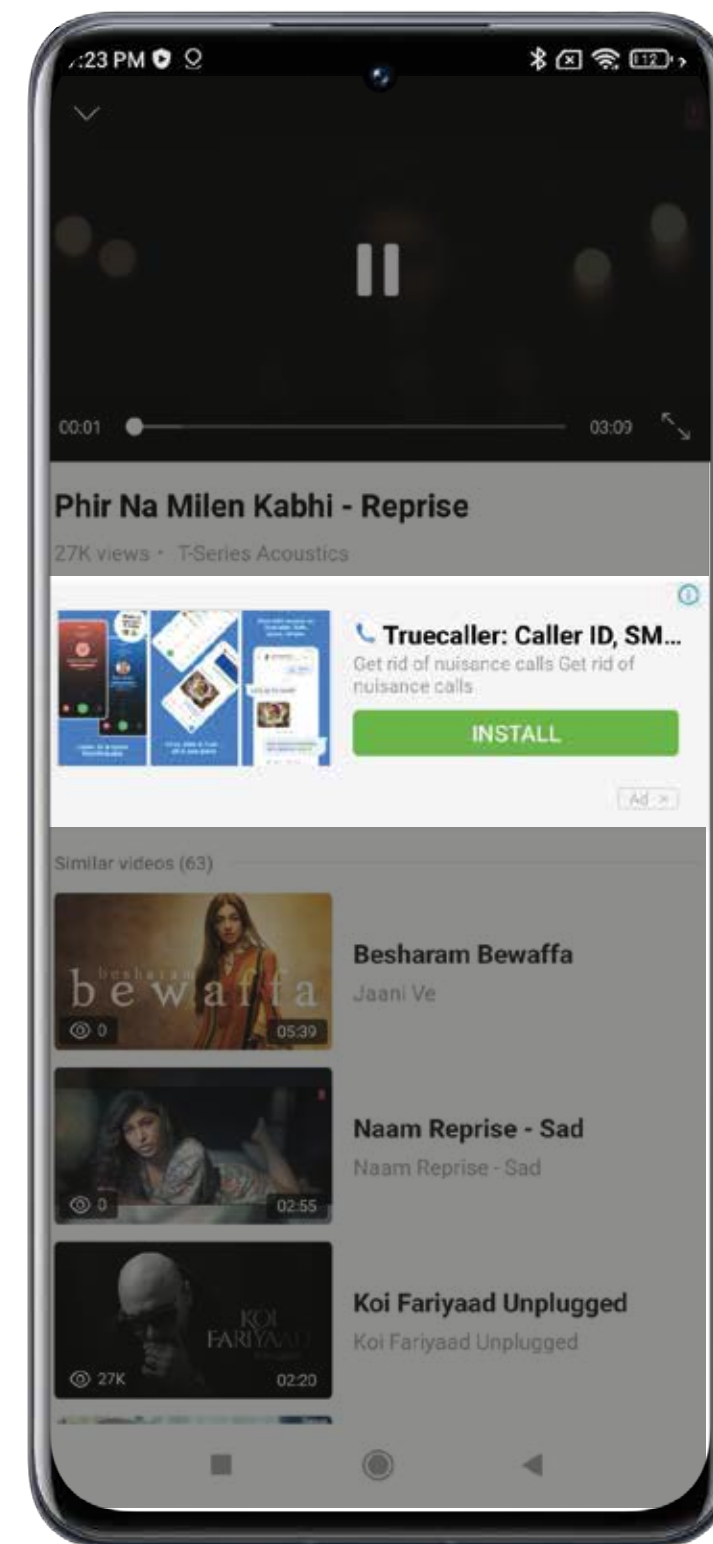 :23 PM
12
00:01
03:09
Phir Na Milen Kabhi - Reprise
27K views • T-Series Acoustics
Truecaller: Caller ID, SM...
Get rid of nuisance calls Get rid of
nuisance calls
INSTALL
Ad
Similar videos (63)
besharam
bewaffa
0
05:39
Besharam Bewaffa
Jaani Ve
0
02:55
Naam Reprise - Sad
Naam Reprise - Sad
KOI
FARIYAAD
27K
02:20
Koi Fariyaad Unplugged
Koi Fariyaad Unplugged